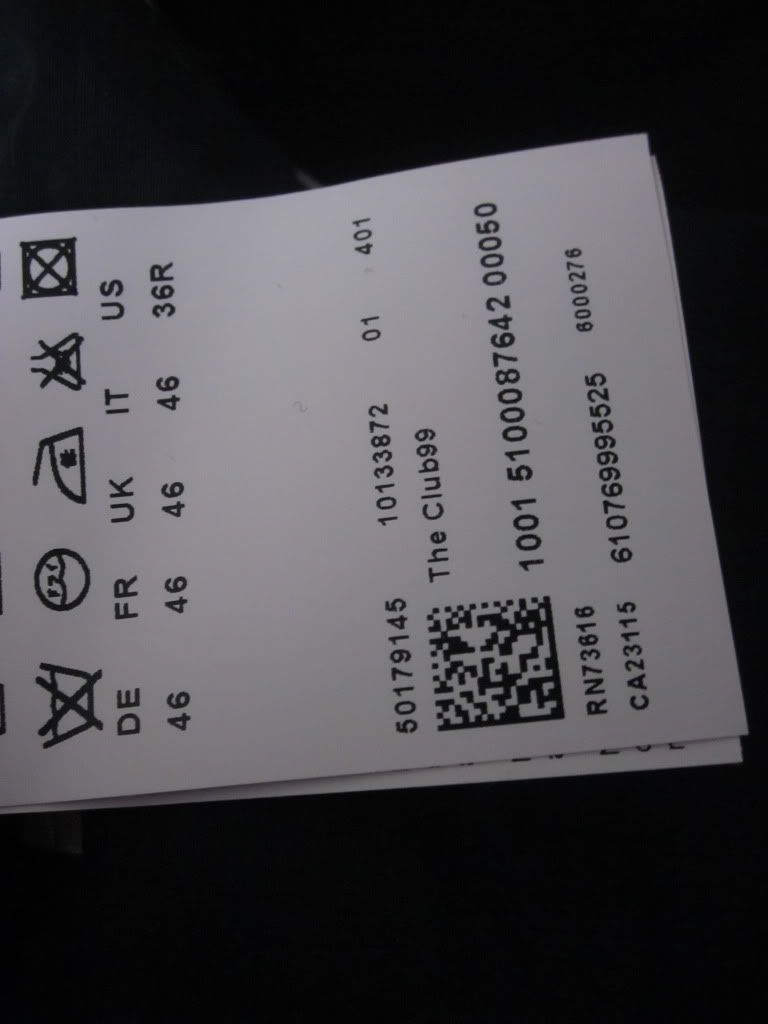 DE FR UK IT US
46 46 46 46 36R
50179145 10133872 01 401
The Club99
1001 5100087642 00050
RN73616 610769995525 6000276
CA23115